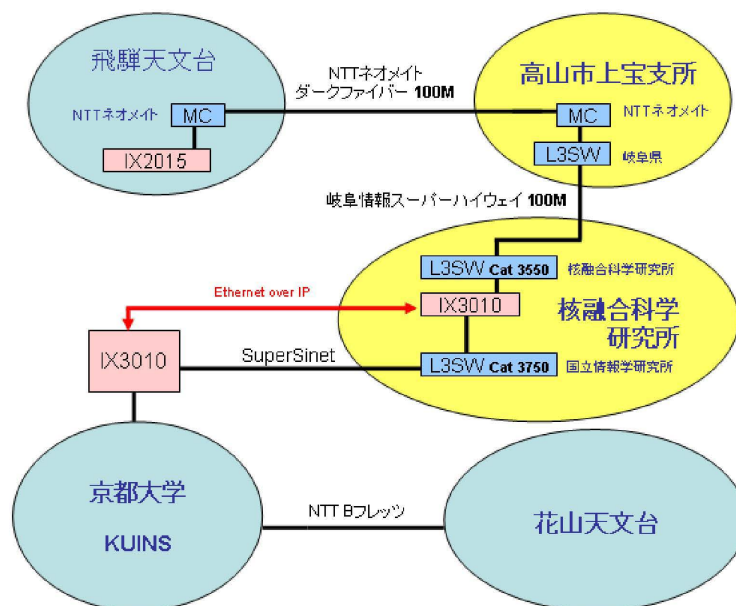 飛騨天文台
NTTネオメイト
MC
IX2015
NTTネオメイト
ダークファイバー 100M
高山市上宝支所
MC
NTTネオメイト
L3SW
岐阜県
岐阜情報スーパーハイウェイ 100M
L3SW Cat 3550
核融合科学研究所
Ethernet over IP
IX3010
核融合科学
研究所
IX3010
SuperSinet
L3SW Cat 3750
国立情報学研究所
京都大学
KUINS
NTT Bフレッツ
花山天文台